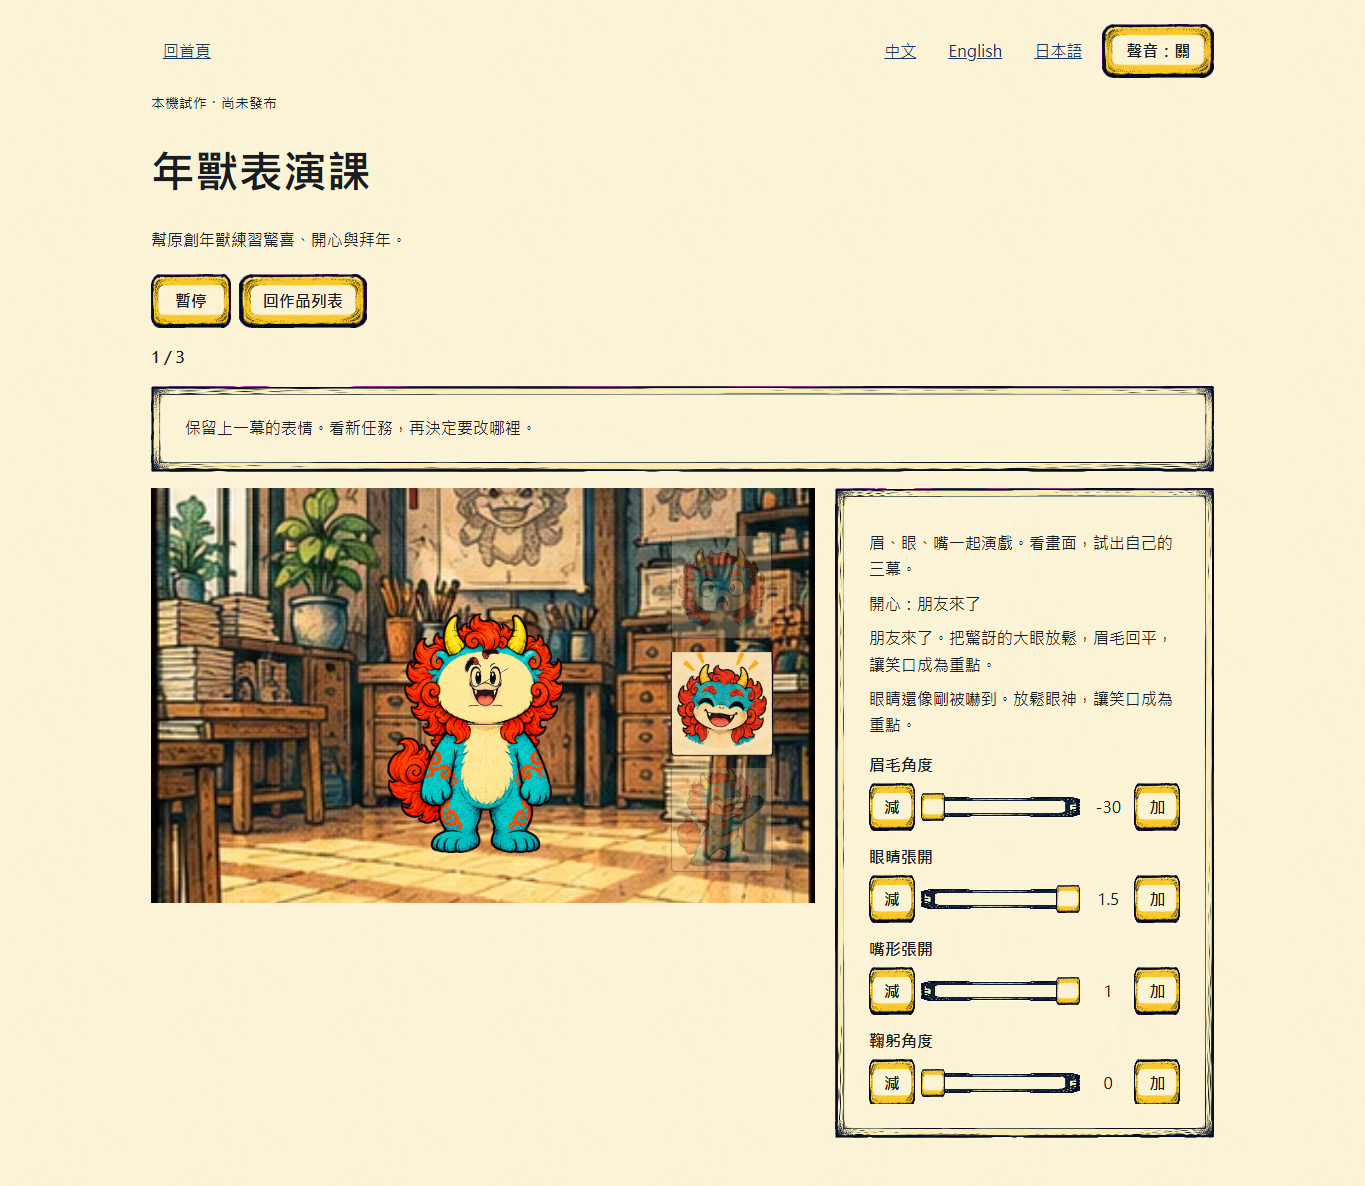 回首頁
中文 English 日本語 聲音：關
本機試作・尚未發布
年獸表演課
幫原創年獸練習驚喜、開心與拜年。
暫停 回作品列表
1 / 3
保留上一幕的表情。看新任務，再決定要改哪裡。
眉、眼、嘴一起演戲。看畫面，試出自己的
三幕。
開心：朋友來了
朋友來了。把驚訝的大眼放鬆，眉毛回平，
讓笑口成為重點。
眼睛還像剛被嚇到。放鬆眼神，讓笑口成為
重點。
眉毛角度
減 -30 加
眼睛張開
減 1.5 加
嘴形張開
減 1 加
鞠躬角度
減 0 加